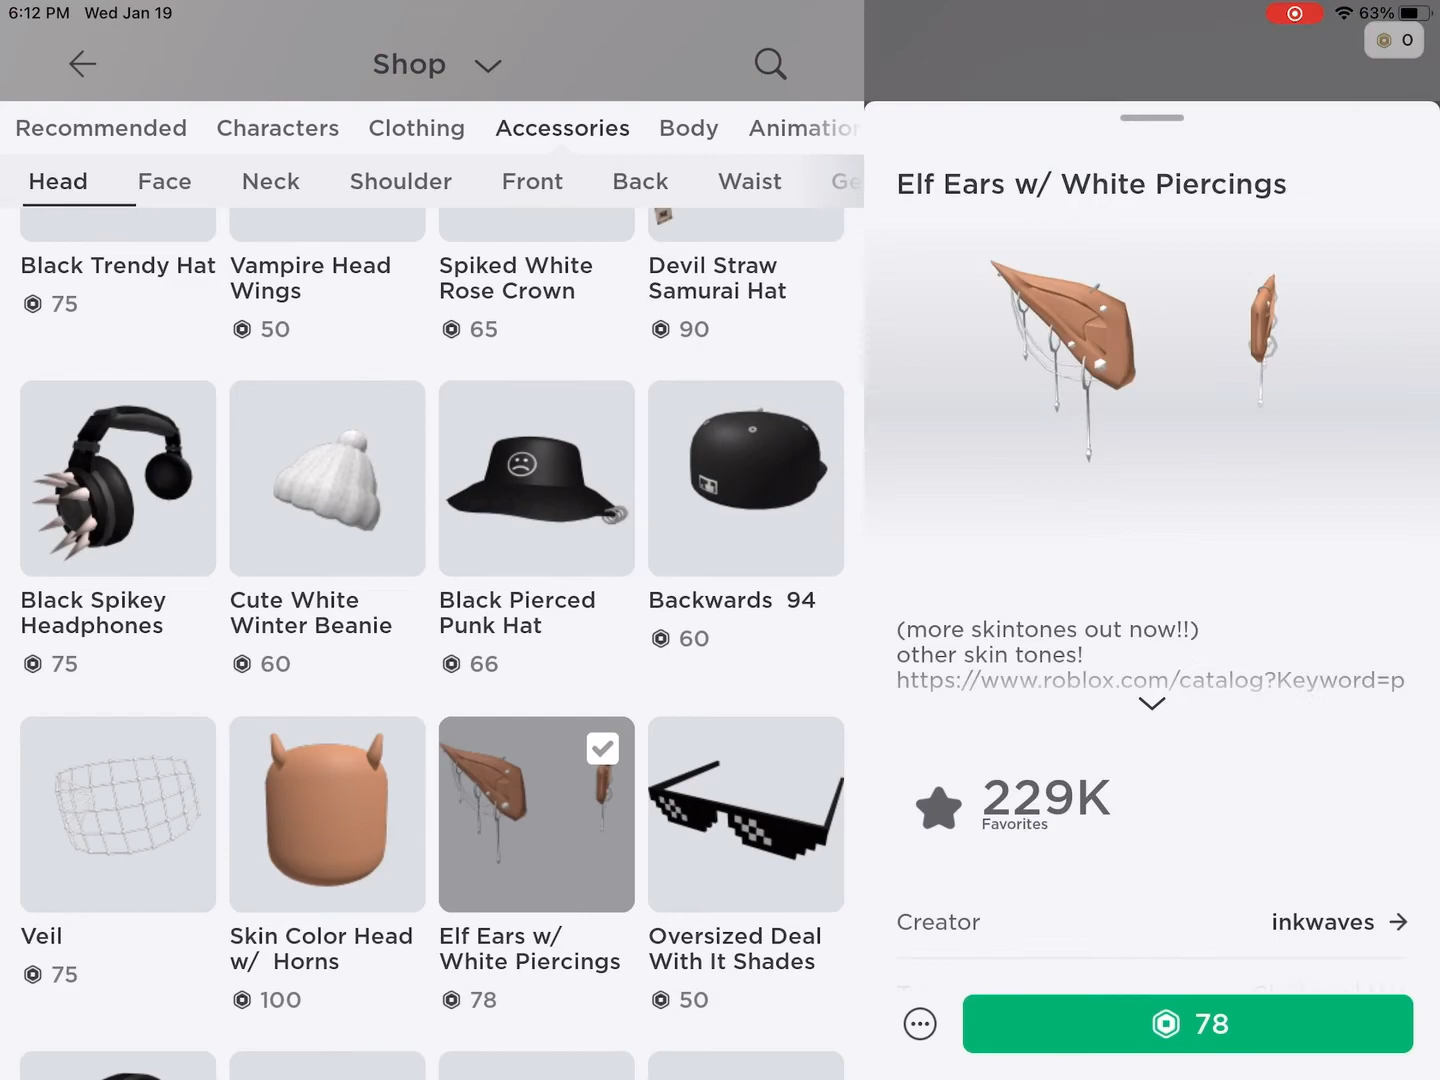 6:12 PM Wed Jan 19
63%
0
Shop
Recommended Characters Clothing Accessories Body
Head Face Neck Shoulder Front Back Waist
Elf Ears w/ White Piercings
Black Trendy Hat
75
Vampire Head
Wings
50
Spiked White
Rose Crown
65
Devil Straw
Samurai Hat
90
Black Spikey
Headphones
75
Cute White
Winter Beanie
60
Black Pierced
Punk Hat
66
Backwards 94
60
Veil
75
Skin Color Head
w/ Horns
100
Elf Ears w/
White Piercings
78
Oversized Deal
With It Shades
50
(more skintones out now!!)
other skin tones!
https://www.roblox.com/catalog?Keyword=p
229K
Favorites
Creator
inkwaves
78